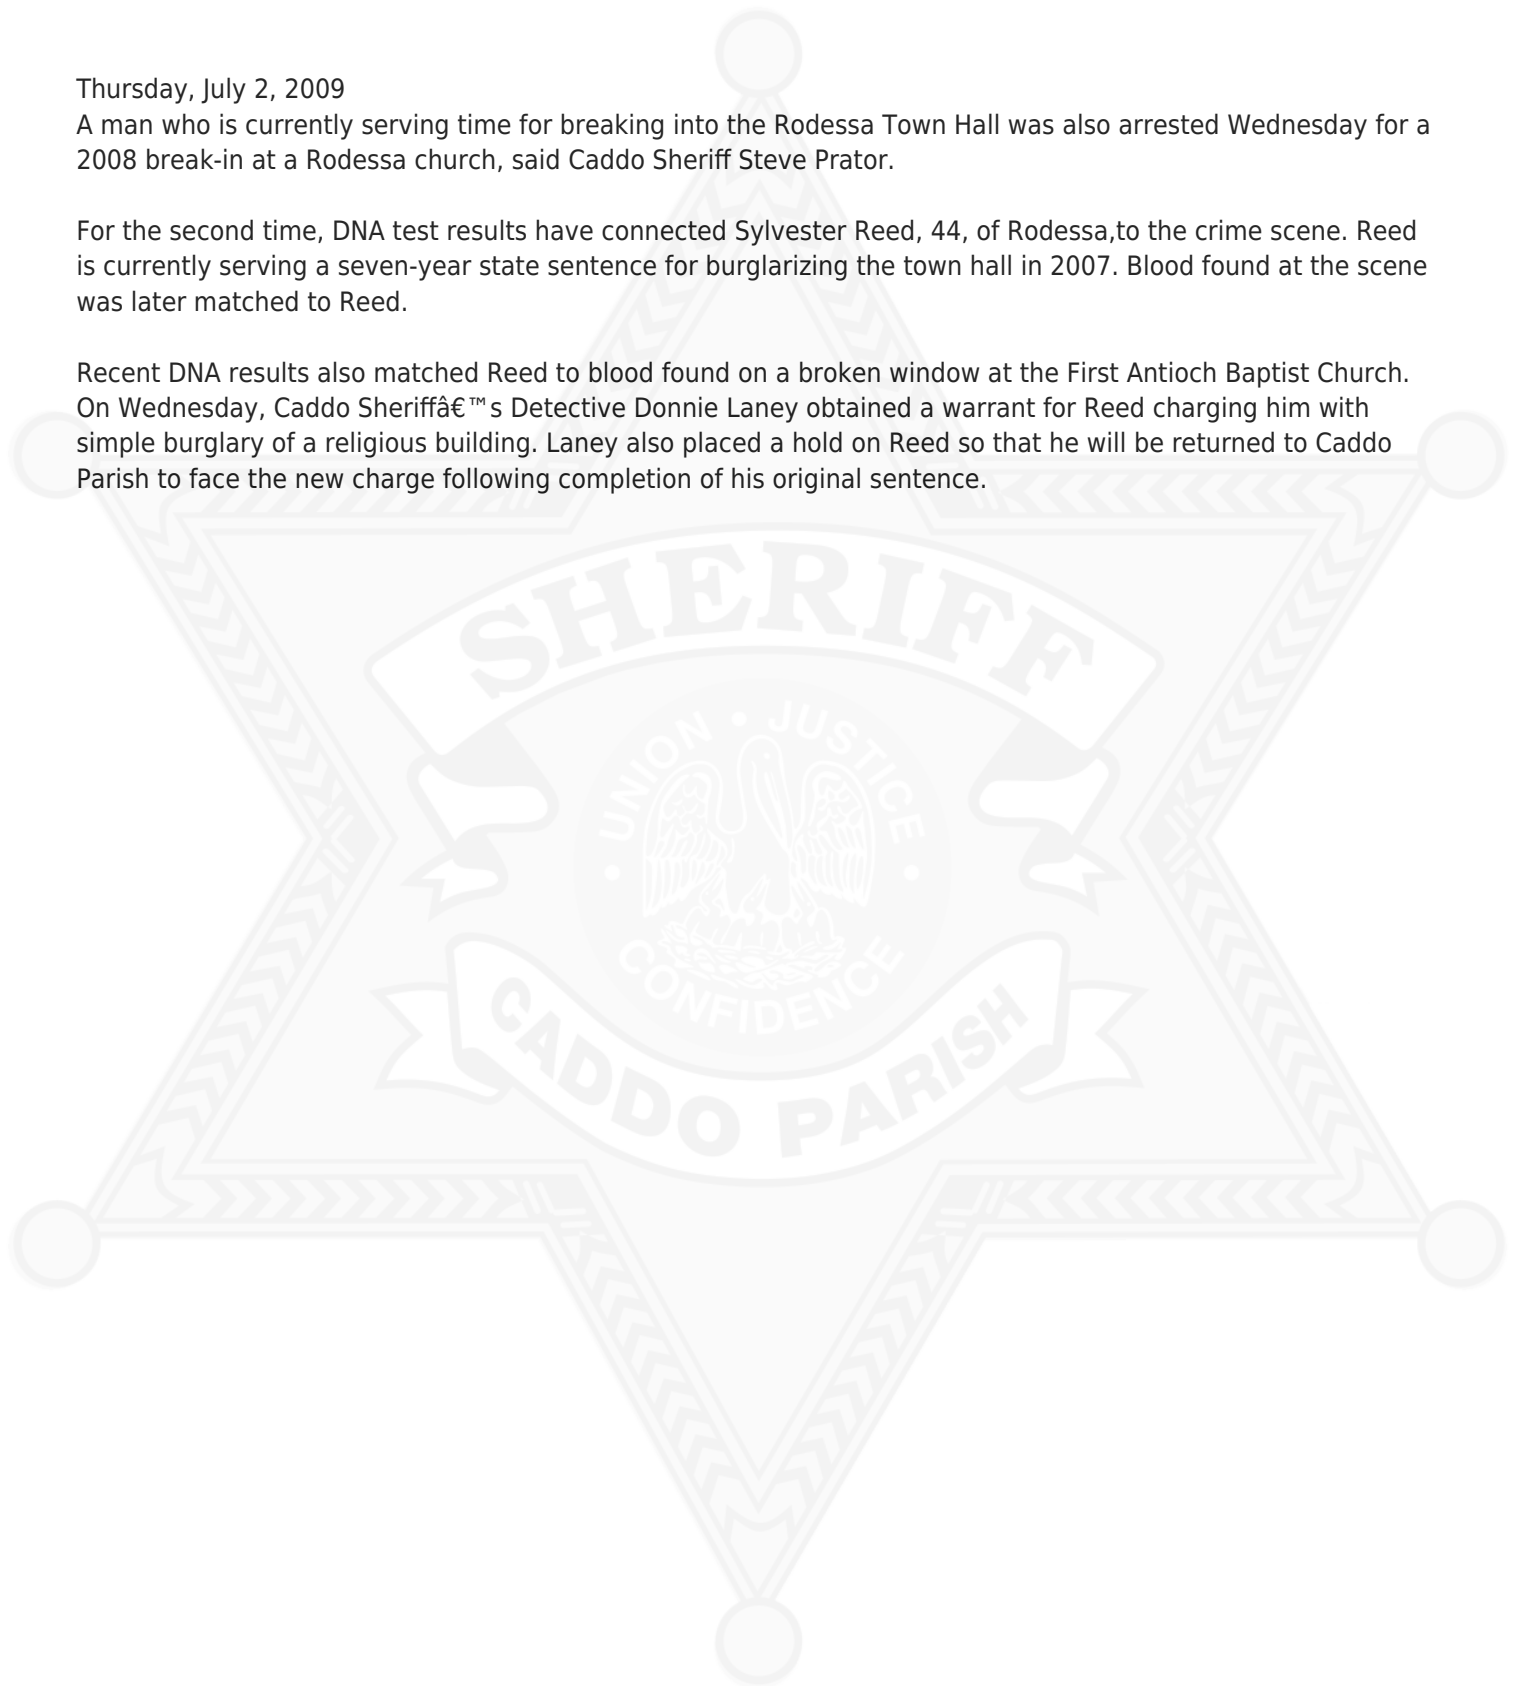 Thursday, July 2, 2009
A man who is currently serving time for breaking into the Rodessa Town Hall was also arrested Wednesday for a
2008 break-in at a Rodessa church, said Caddo Sheriff Steve Prator.
For the second time, DNA test results have connected Sylvester Reed, 44, of Rodessa,to the crime scene. Reed
is currently serving a seven-year state sentence for burglarizing the town hall in 2007. Blood found at the scene
was later matched to Reed.
Recent DNA results also matched Reed to blood found on a broken window at the First Antioch Baptist Church.
On Wednesday, Caddo Sheriffâ€™s Detective Donnie Laney obtained a warrant for Reed charging him with
simple burglary of a religious building. Laney also placed a hold on Reed so that he will be returned to Caddo
Parish to face the new charge following completion of his original sentence.
SHERIFF
UNION • JUSTICE
• CONFIDENCE •
CADDO PARISH